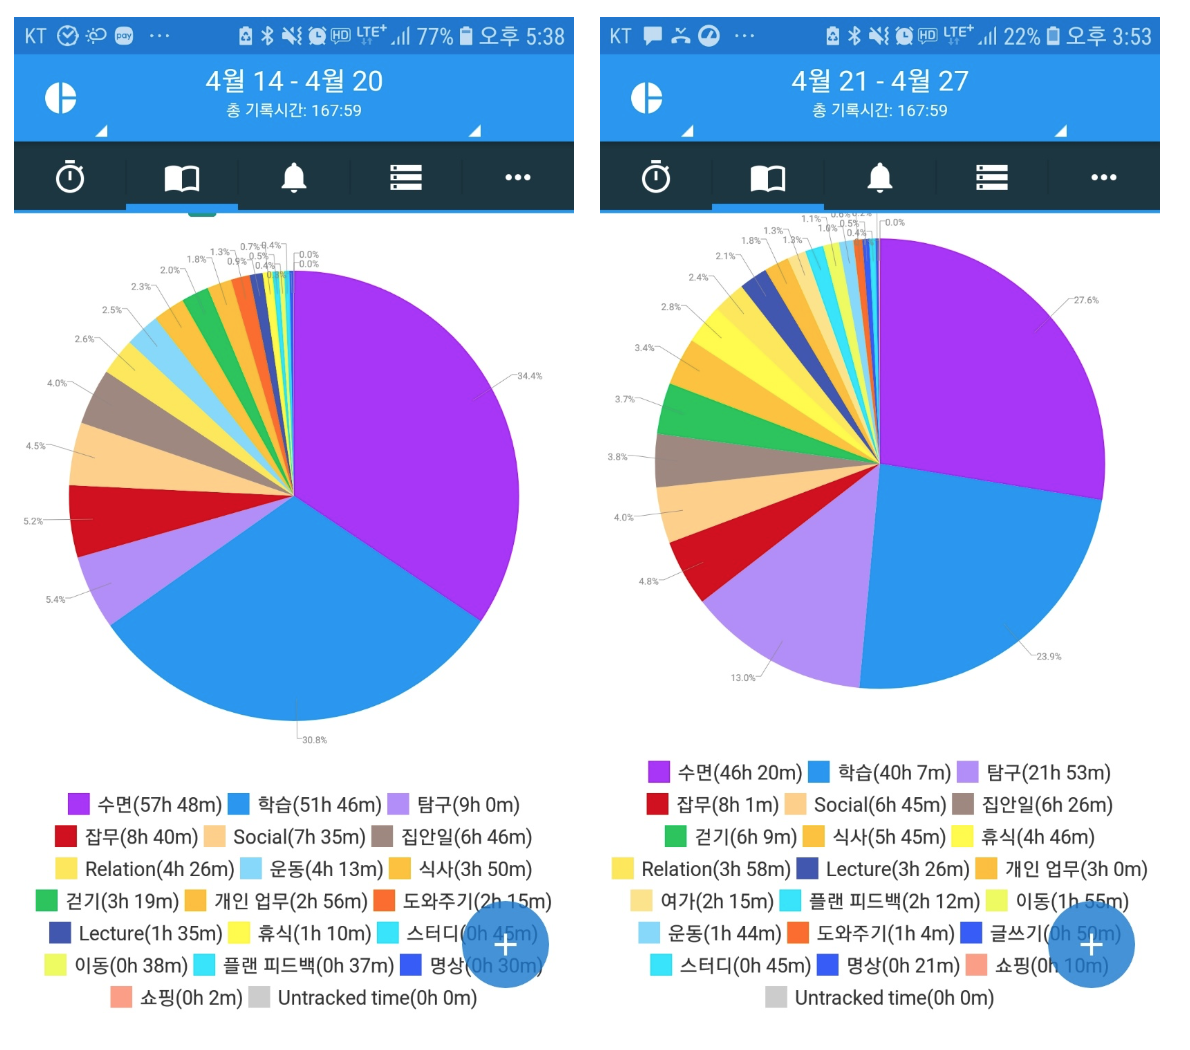 KT pay ... HD LTE+ 77% 오후 5:38
4월 14 - 4월 20
총 기록시간: 167:59
0.7% 0.4%
1.3% 0.5% 0.0%
1.8% 0.9% 0.4% 0.0%
2.0%
2.3%
2.5%
2.6%
34.4%
4.0%
4.5%
5.2%
5.4%
30.8%
수면(57h 48m) 학습(51h 46m) 탐구(9h 0m)
잡무(8h 40m) Social(7h 35m) 집안일(6h 46m)
Relation(4h 26m) 운동(4h 13m) 식사(3h 50m)
걷기(3h 19m) 개인 업무(2h 56m) 도와주기(2h 15m)
Lecture(1h 35m) 휴식(1h 10m) 스터디(0h 45m)
이동(0h 38m) 플랜 피드백(0h 37m) 명상(0h 30m)
쇼핑(0h 2m) Untracked time(0h 0m)
KT ... HD LTE+ 22% 오후 3:53
4월 21 - 4월 27
총 기록시간: 167:59
1.1% 0.5% 0.0%
1.3% 1.0% 0.4%
1.8% 1.3%
2.1%
2.4%
27.6%
2.8%
3.4%
3.7%
3.8%
4.0%
4.8%
23.9%
13.0%
수면(46h 20m) 학습(40h 7m) 탐구(21h 53m)
잡무(8h 1m) Social(6h 45m) 집안일(6h 26m)
걷기(6h 9m) 식사(5h 45m) 휴식(4h 46m)
Relation(3h 58m) Lecture(3h 26m) 개인 업무(3h 0m)
여가(2h 15m) 플랜 피드백(2h 12m) 이동(1h 55m)
운동(1h 44m) 도와주기(1h 4m) 글쓰기(0h 50m)
스터디(0h 45m) 명상(0h 21m) 쇼핑(0h 10m)
Untracked time(0h 0m)